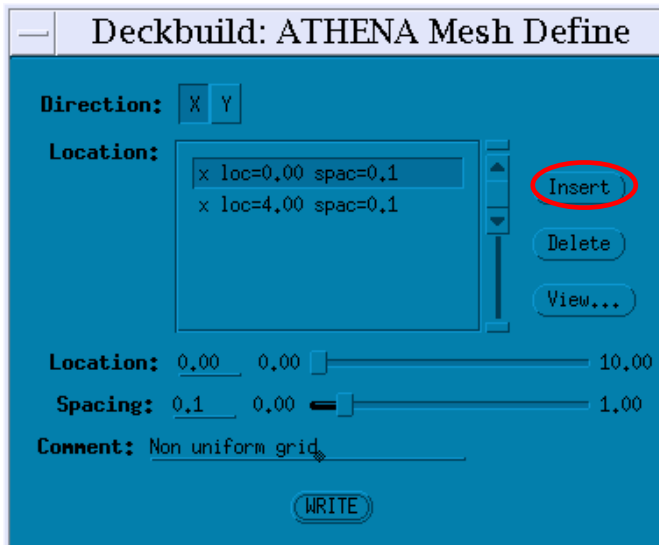 Deckbuild: ATHENA Mesh Define
Direction: X Y
Location:
x loc=0.00 spac=0.1
x loc=4.00 spac=0.1
Insert
Delete
View...
Location: 0.00 0.00 10.00
Spacing: 0.1 0.00 1.00
Comment: Non uniform grid
WRITE